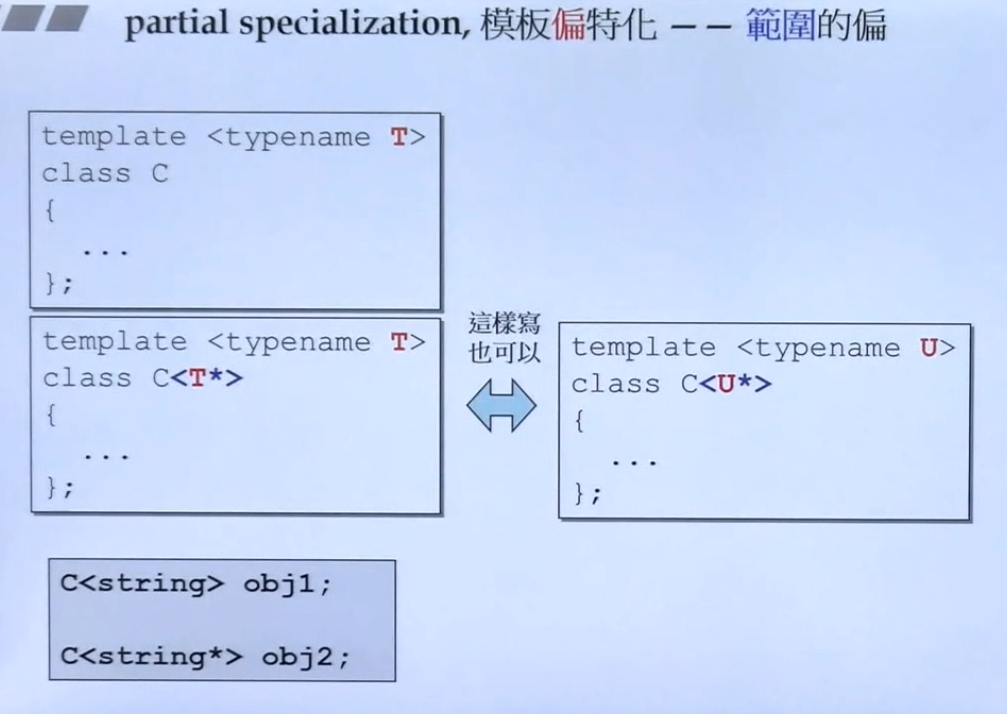 partial specialization, 模板偏特化 —— 範圍的偏
template <typename T>
class C
{
...
};
template <typename T>
class C<T*>
{
...
};
這樣寫
也可以
template <typename U>
class C<U*>
{
...
};
C<string> obj1;
C<string*> obj2;